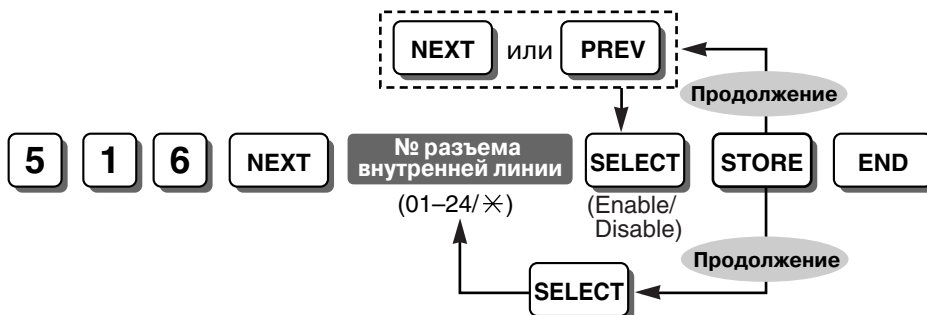 NEXT или PREV
Продолжение
5 1 6 NEXT № разъема внутренней линии SELECT STORE END
(01–24/✳)
(Enable/
Disable)
Продолжение
SELECT